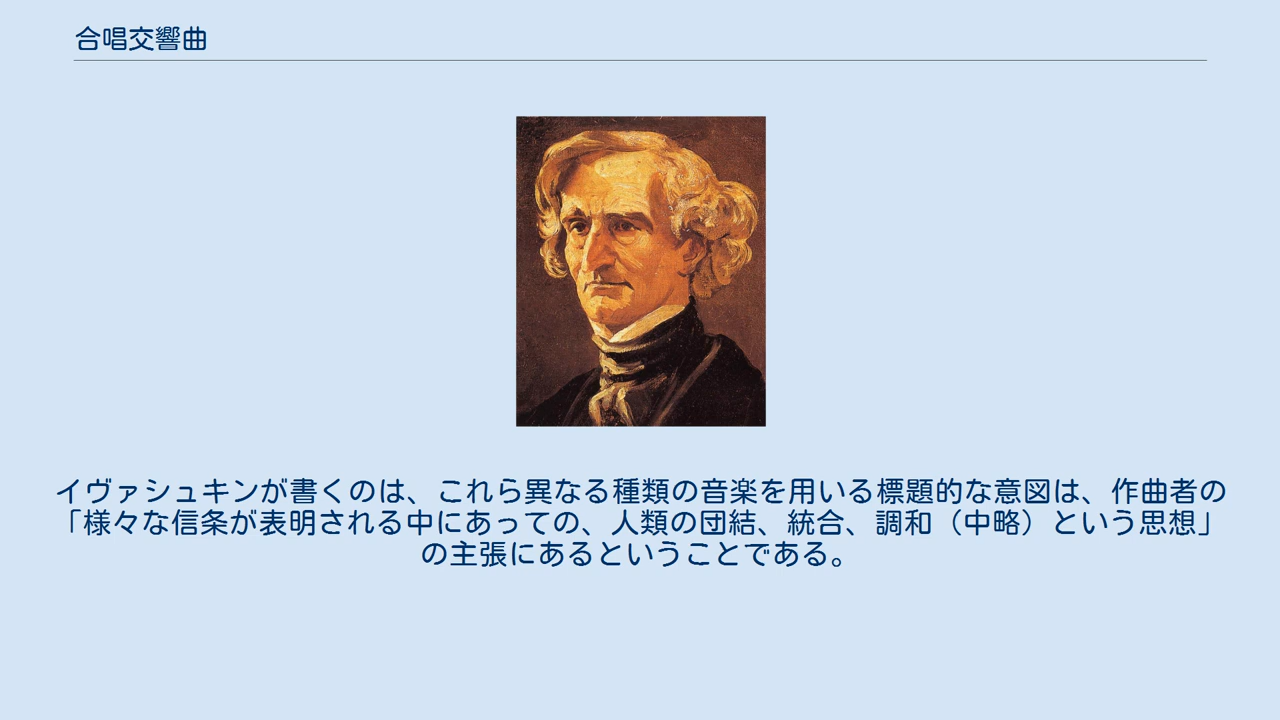 合唱交響曲
イヴァシュキンが書くのは、これら異なる種類の音楽を用いる標題的な意図は、作曲者の
「様々な信条が表明される中にあっての、人類の団結、統合、調和（中略）という思想」
の主張にあるということである。